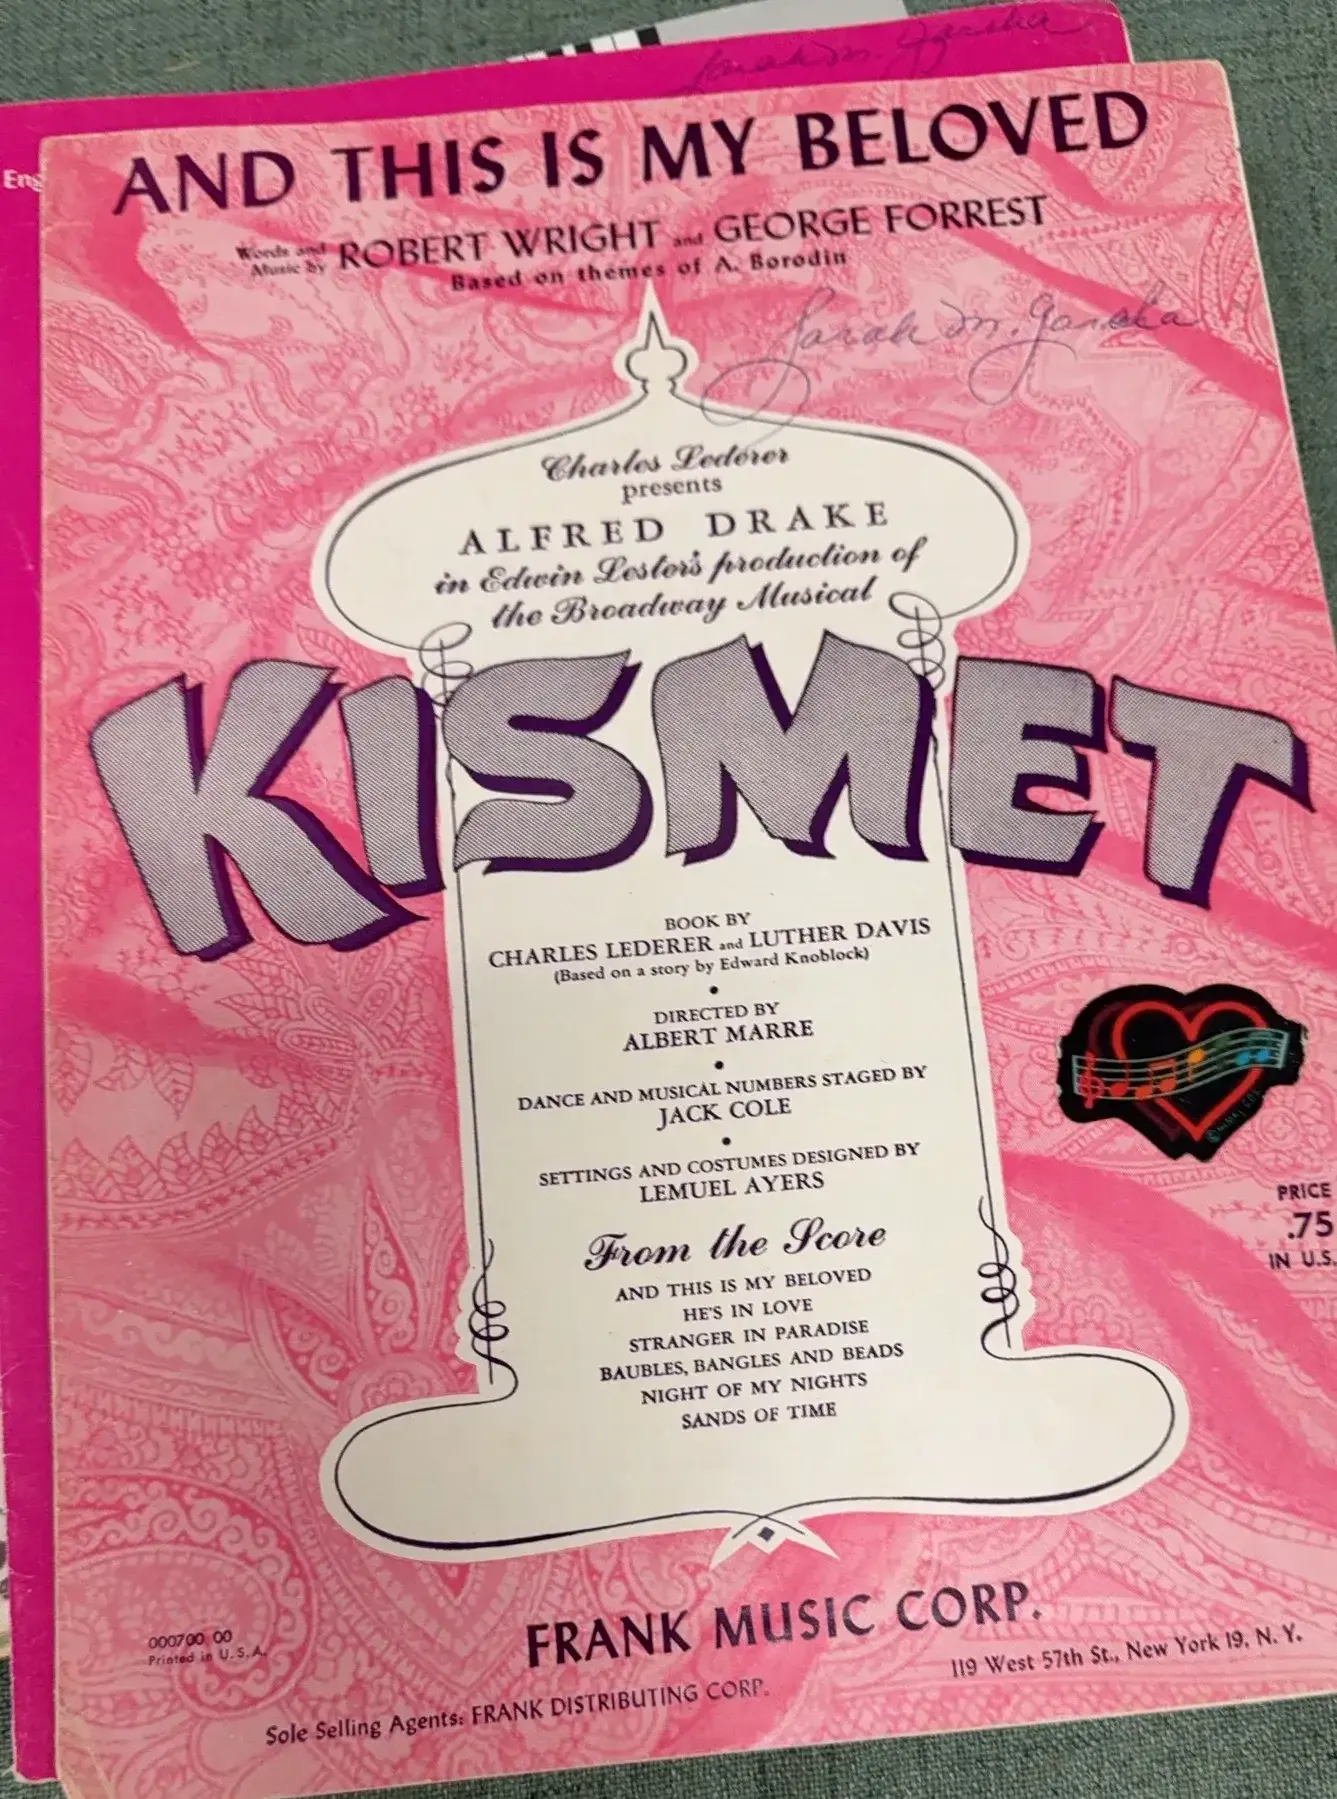 Sarah M. Garska
Eng
AND THIS IS MY BELOVED
Words and Music by ROBERT WRIGHT and GEORGE FORREST
Based on themes of A. Borodin
Sarah M. Garska
Charles Lederer
presents
ALFRED DRAKE
in Edwin Lester's production of
the Broadway Musical
KISMET
BOOK BY
CHARLES LEDERER and LUTHER DAVIS
(Based on a story by Edward Knoblock)
DIRECTED BY
ALBERT MARRE
DANCE AND MUSICAL NUMBERS STAGED BY
JACK COLE
SETTINGS AND COSTUMES DESIGNED BY
LEMUEL AYERS
PRICE
.75
IN U.S.
From the Score
AND THIS IS MY BELOVED
HE'S IN LOVE
STRANGER IN PARADISE
BAUBLES, BANGLES AND BEADS
NIGHT OF MY NIGHTS
SANDS OF TIME
FRANK MUSIC CORP.
000700 00
Printed in U.S.A.
119 West 57th St., New York 19, N. Y.
Sole Selling Agents: FRANK DISTRIBUTING CORP.